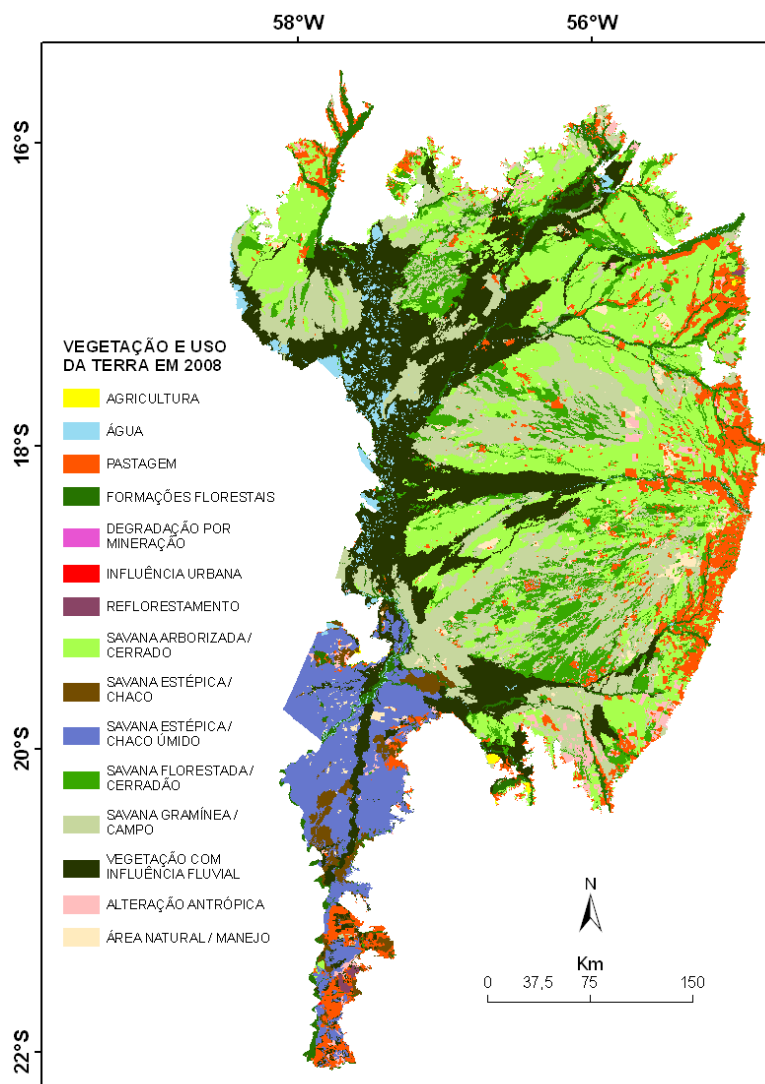 58°W
56°W
16°S
18°S
20°S
22°S
VEGETAÇÃO E USO
DA TERRA EM 2008
AGRICULTURA
ÁGUA
PASTAGEM
FORMAÇÕES FLORESTAIS
DEGRADAÇÃO POR
MINERAÇÃO
INFLUÊNCIA URBANA
REFLORESTAMENTO
SAVANA ARBORIZADA /
CERRADO
SAVANA ESTÉPICA /
CHACO
SAVANA ESTÉPICA /
CHACO ÚMIDO
SAVANA FLORESTADA /
CERRADÃO
SAVANA GRAMÍNEA /
CAMPO
VEGETAÇÃO COM
INFLUÊNCIA FLUVIAL
ALTERAÇÃO ANTRÓPICA
ÁREA NATURAL / MANEJO
N
Km
0 37,5 75 150